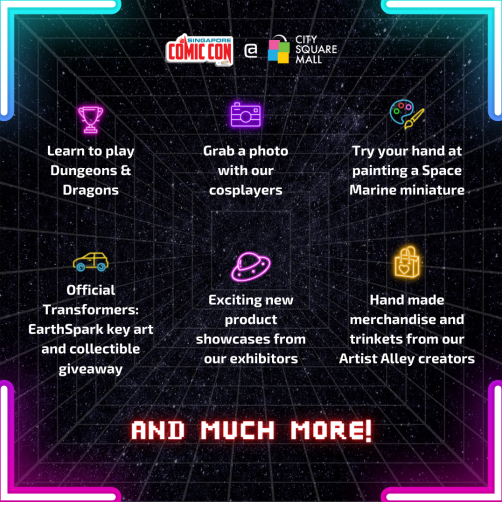 SINGAPORE
COMIC CON
@
CITY
SQUARE
MALL
Learn to play
Dungeons &
Dragons
Grab a photo
with our
cosplayers
Try your hand at
painting a Space
Marine miniature
Official
Transformers:
EarthSpark key art
and collectible
giveaway
Exciting new
product
showcases from
our exhibitors
Hand made
merchandise and
trinkets from our
Artist Alley creators
AND MUCH MORE!